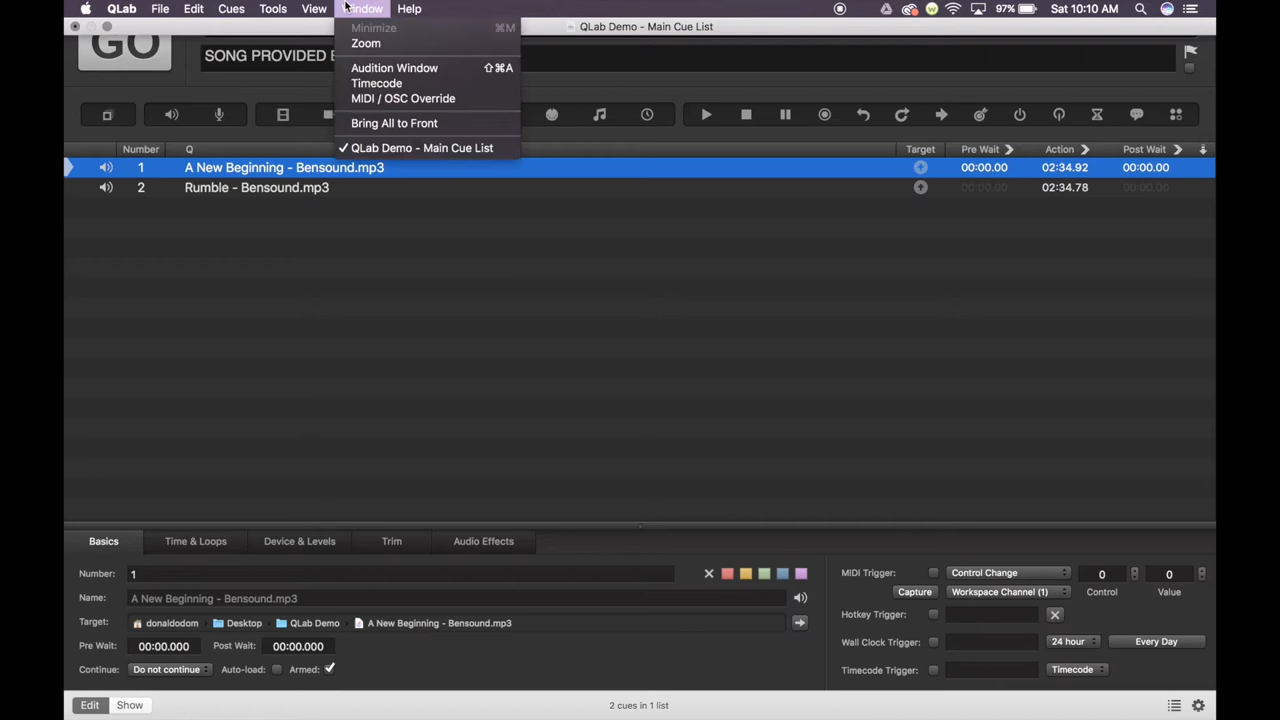 QLab File Edit Cues Tools View Window Help 97% Sat 10:10 AM
QLab Demo - Main Cue List
Minimize ⌘M
Zoom
Audition Window ⇧⌘A
Timecode
MIDI / OSC Override
Bring All to Front
✓ QLab Demo - Main Cue List
GO
SONG PROVIDED
Number Q Target Pre Wait Action Post Wait
1 A New Beginning - Bensound.mp3 00:00.00 02:34.92 00:00.00
2 Rumble - Bensound.mp3 00:00.00 02:34.78 00:00.00
Basics Time & Loops Device & Levels Trim Audio Effects
Number: 1
Name: A New Beginning - Bensound.mp3
Target: donaldodom Desktop QLab Demo A New Beginning - Bensound.mp3
Pre Wait: 00:00.000 Post Wait: 00:00.000
Continue: Do not continue Auto-load: Armed:
MIDI Trigger: Control Change 0 0
Capture Workspace Channel (1) Control Value
Hotkey Trigger:
Wall Clock Trigger: 24 hour Every Day
Timecode Trigger: Timecode
Edit Show 2 cues in 1 list